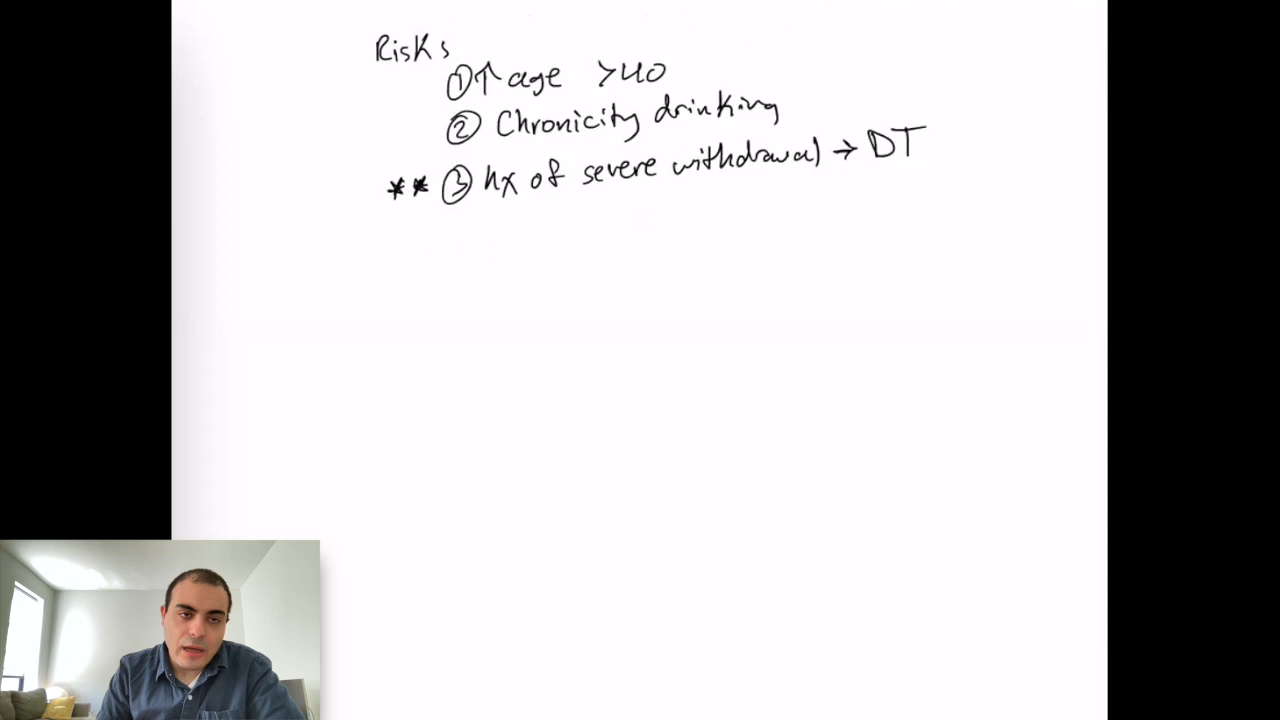 Risks
① ↑ age >40
② Chronicity drinking
** ③ hx of severe withdrawal → DT